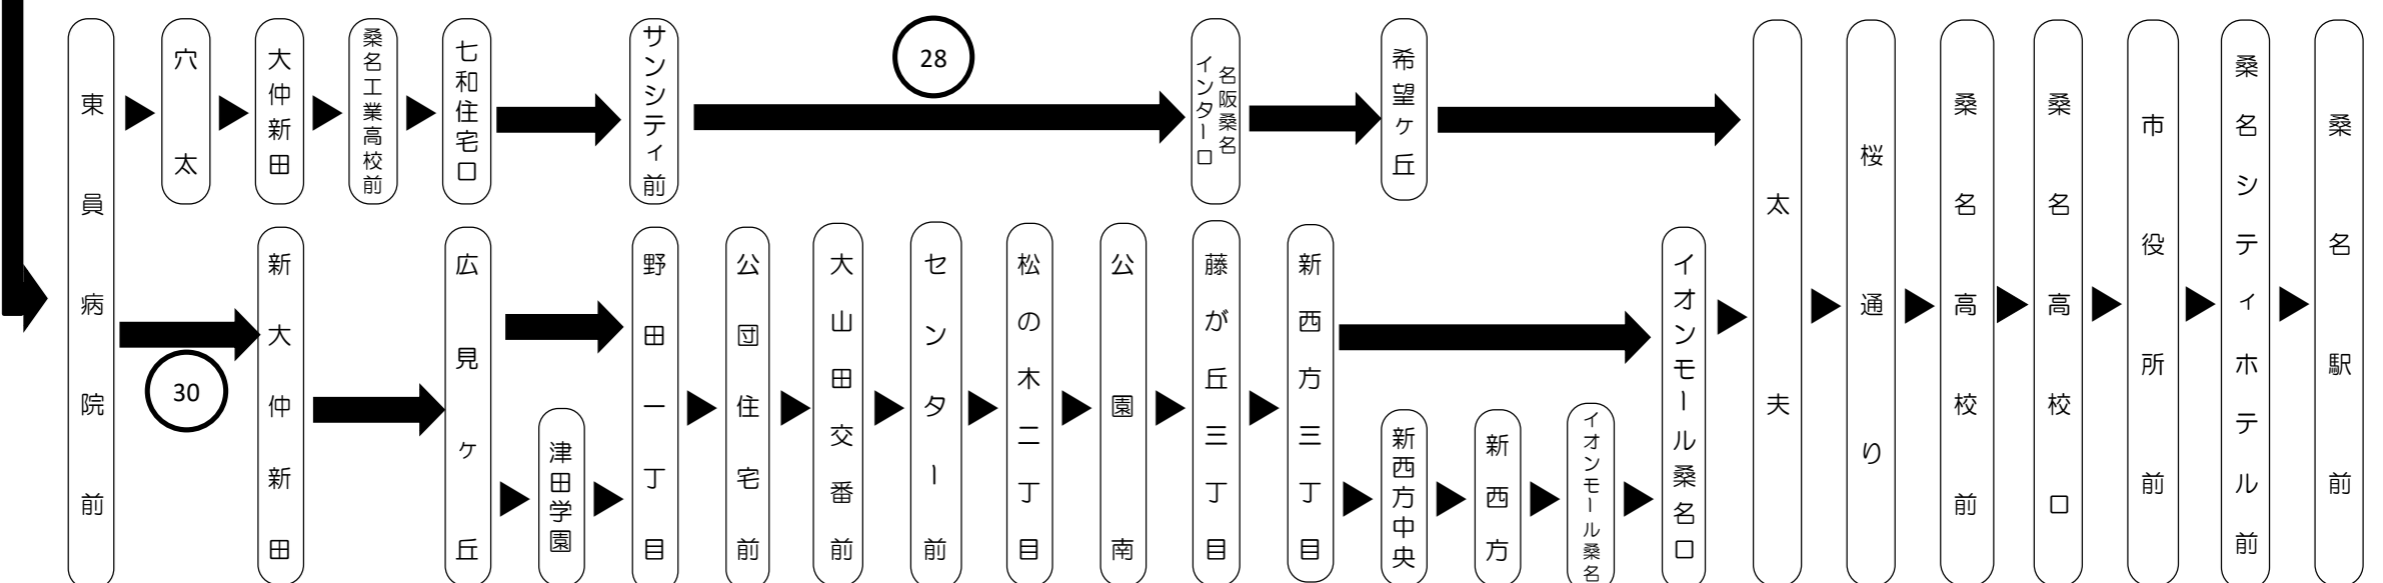 東員病院前
穴太
大仲新田
桑名工業高校前
七和住宅口
サンシティ前
28
名阪桑名
インター口
希望ヶ丘
30
新大仲新田
広見ヶ丘
津田学園
野田一丁目
公団住宅前
大山田交番前
センター前
松の木二丁目
公園南
藤が丘三丁目
新西方三丁目
新西方中央
新西方
イオンモール桑名
イオンモール桑名口
太夫
桜通り
桑名高校前
桑名高校口
市役所前
桑名シティホテル前
桑名駅前